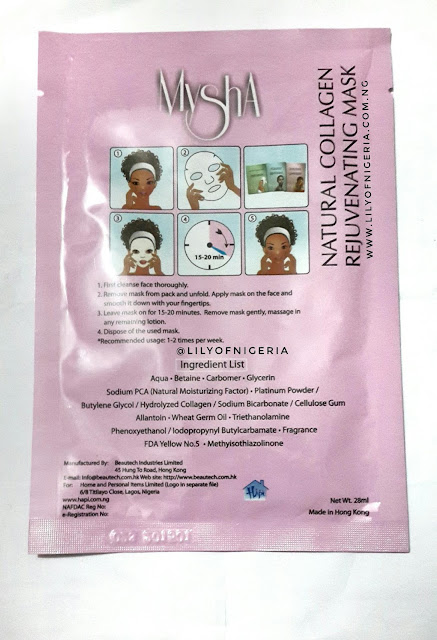 MyshA
NATURAL COLLAGEN
REJUVENATING MASK
WWW.LILYOFNIGERIA.COM.NG
1
2
3
4
15-20 min
5
1. First cleanse face thoroughly.
2. Remove mask from pack and unfold. Apply mask on the face and
smooth it down with your fingertips.
3. Leave mask on for 15-20 minutes. Remove mask gently, massage in
any remaining lotion.
4. Dispose of the used mask.
*Recommended usage: 1-2 times per week.
@LILYOFNIGERIA
Ingredient List
Aqua • Betaine • Carbomer • Glycerin
Sodium PCA (Natural Moisturizing Factor) • Platinum Powder /
Butylene Glycol / Hydrolyzed Collagen / Sodium Bicarbonate / Cellulose Gum
Allantoin • Wheat Germ Oil • Triethanolamine
Phenoxyethanol / Iodopropynyl Butylcarbamate • Fragrance
FDA Yellow No.5 • Methyisothiazolinone
Manufactured By: Beautech Industries Limited
45 Hung To Road, Hong Kong
E-mail: info@beautech.com.hk Web site: http://www.beautech.com.hk
For: Home and Personal Items Limited (Logo in separate file)
6/8 Titilayo Close, Lagos, Nigeria
www.hapi.com.ng
NAFDAC Reg No:
e-Registration No:
Hapi
Net Wt. 28ml
Made in Hong Kong